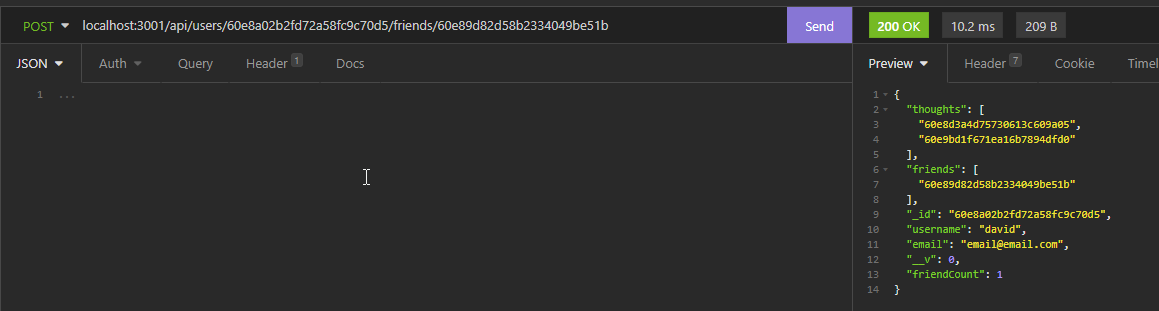 POST localhost:3001/api/users/60e8a02b2fd72a58fc9c70d5/friends/60e89d82d58b2334049be51b Send 200 OK 10.2 ms 209 B
JSON Auth Query Header 1 Docs Preview Header 7 Cookie Timel
1 ...
1 {
2 "thoughts": [
3 "60e8d3a4d75730613c609a05",
4 "60e9bd1f671ea16b7894dfd0"
5 ],
6 "friends": [
7 "60e89d82d58b2334049be51b"
8 ],
9 "_id": "60e8a02b2fd72a58fc9c70d5",
10 "username": "david",
11 "email": "email@email.com",
12 "__v": 0,
13 "friendCount": 1
14 }